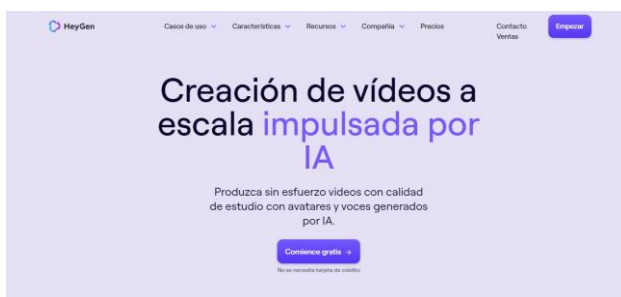 HeyGen
Casos de uso
Características
Recursos
Compañía
Precios
Contacto
Ventas
Empezar
Creación de vídeos a
escala impulsada por
IA
Produzca sin esfuerzo videos con calidad
de estudio con avatares y voces generados
por IA.
Comience gratis →
No se necesita tarjeta de crédito